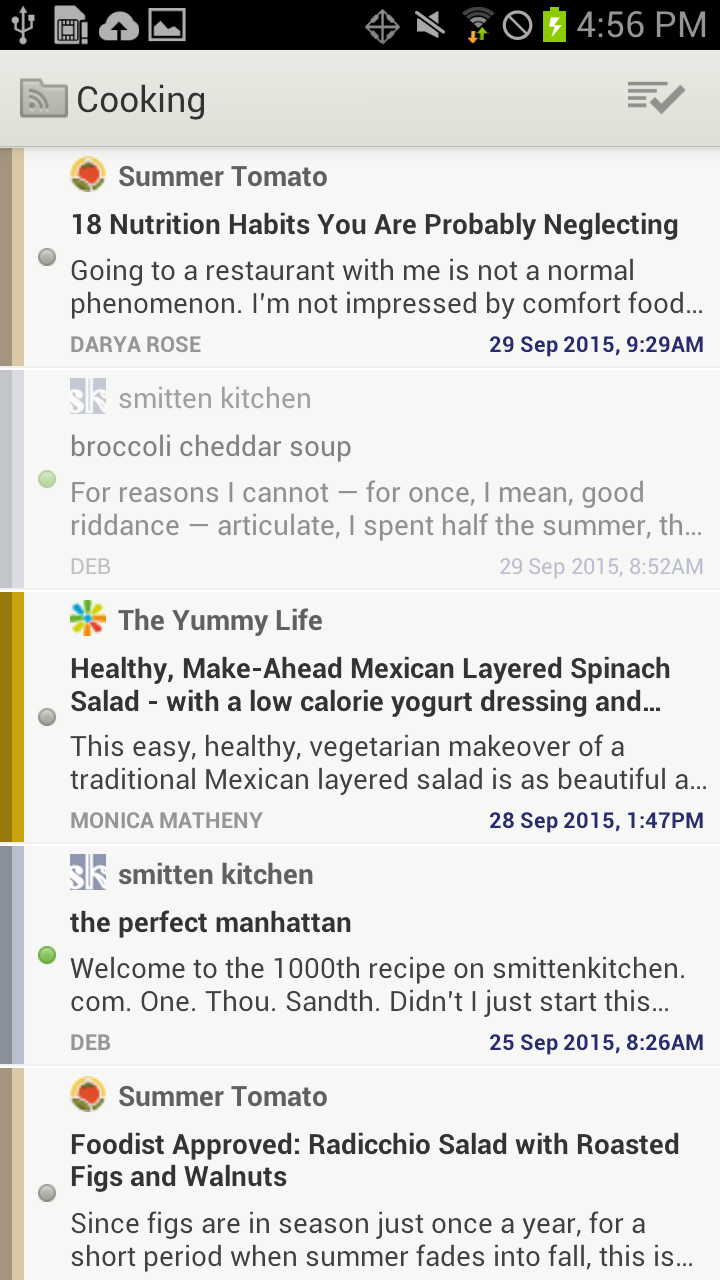 4:56 PM
Cooking
Summer Tomato
18 Nutrition Habits You Are Probably Neglecting
Going to a restaurant with me is not a normal
phenomenon. I'm not impressed by comfort food…
DARYA ROSE 29 Sep 2015, 9:29AM
sk smitten kitchen
broccoli cheddar soup
For reasons I cannot — for once, I mean, good
riddance — articulate, I spent half the summer, th…
DEB 29 Sep 2015, 8:52AM
The Yummy Life
Healthy, Make-Ahead Mexican Layered Spinach
Salad - with a low calorie yogurt dressing and…
This easy, healthy, vegetarian makeover of a
traditional Mexican layered salad is as beautiful a…
MONICA MATHENY 28 Sep 2015, 1:47PM
sk smitten kitchen
the perfect manhattan
Welcome to the 1000th recipe on smittenkitchen.
com. One. Thou. Sandth. Didn't I just start this…
DEB 25 Sep 2015, 8:26AM
Summer Tomato
Foodist Approved: Radicchio Salad with Roasted
Figs and Walnuts
Since figs are in season just once a year, for a
short period when summer fades into fall, this is…